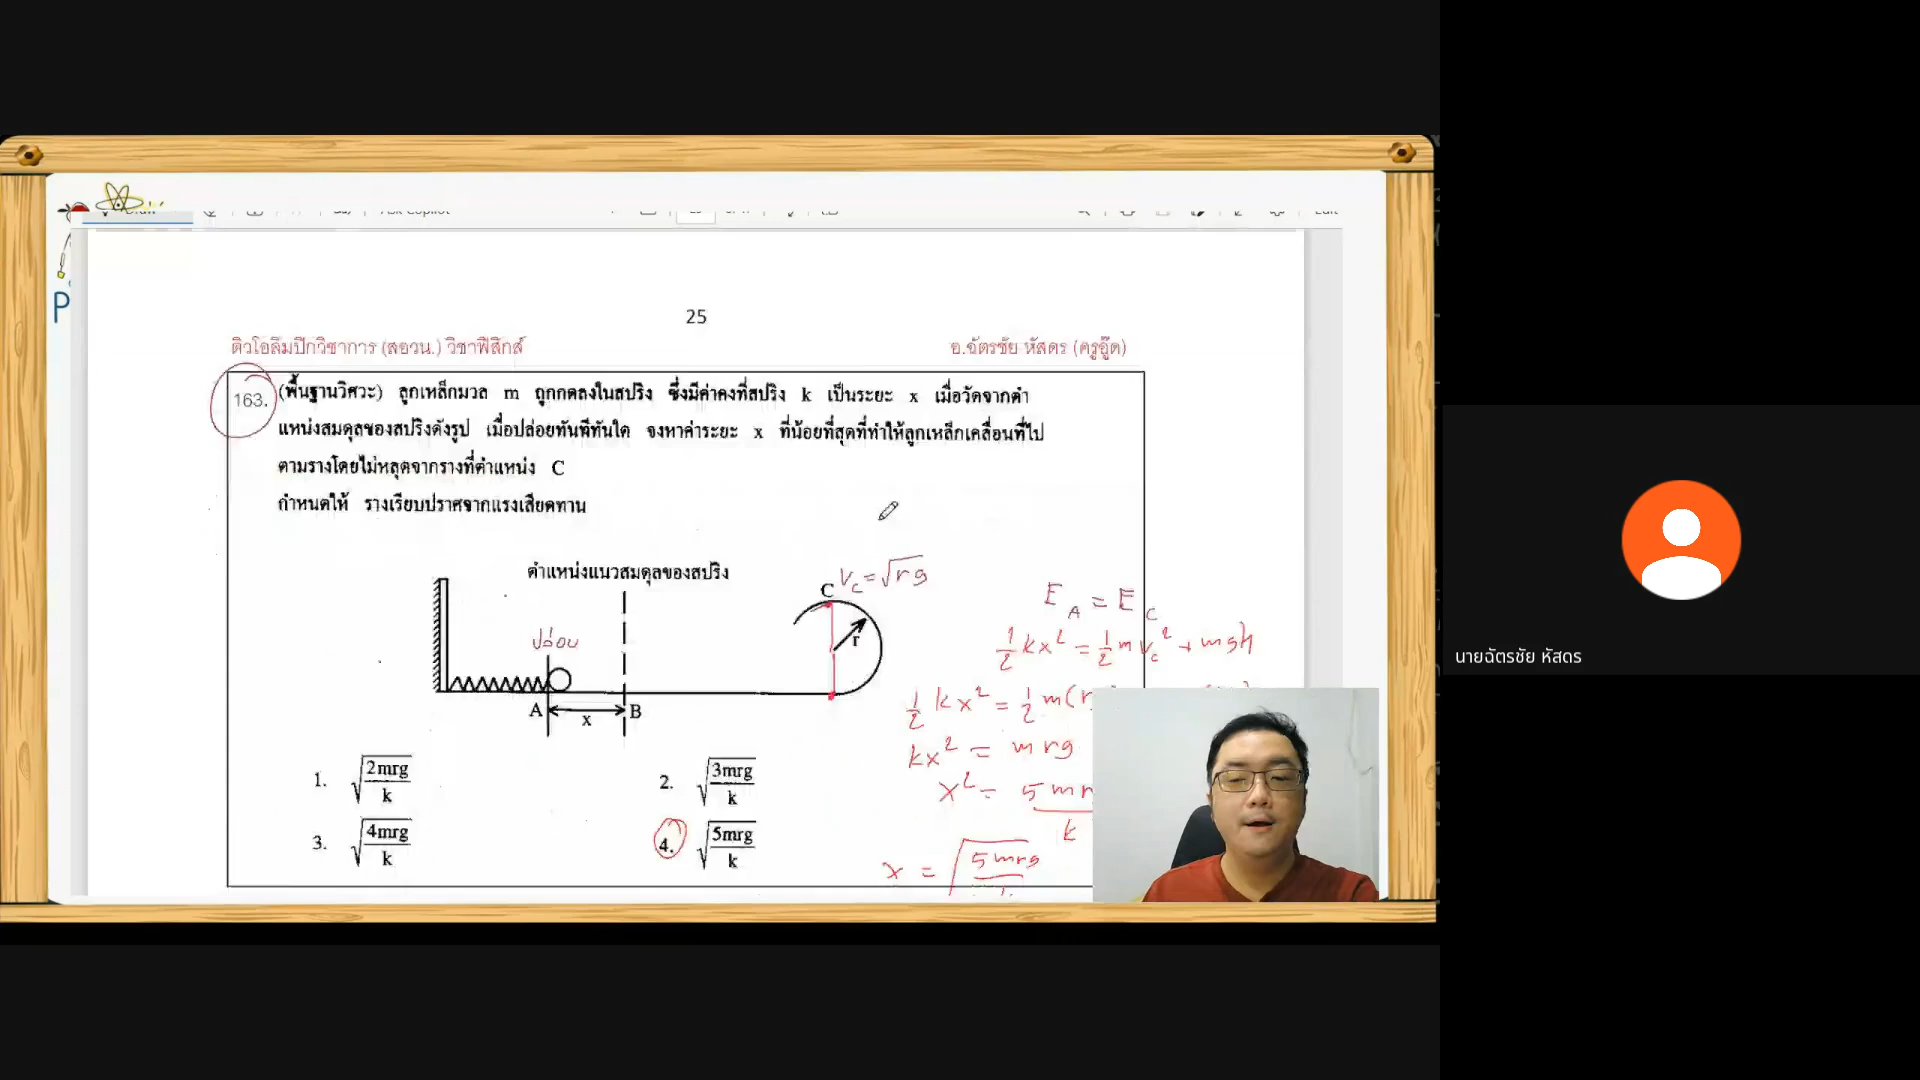 25
ติวโอลิมปิกวิชาการ (สอวน.) วิชาฟิสิกส์
อ.ฉัตรชัย หัสดร (ครูอู๊ด)
163. (พื้นฐานวิศวะ) ลูกเหล็กมวล m ถูกกดลงในสปริง ซึ่งมีค่าคงที่สปริง k เป็นระยะ x เมื่อวัดจากตำ
แหน่งสมดุลของสปริงดังรูป เมื่อปล่อยทันทีทันใด จงหาค่าระยะ x ที่น้อยที่สุดที่ทำให้ลูกเหล็กเคลื่อนที่ไป
ตามรางโดยไม่หลุดจากรางที่ตำแหน่ง C
กำหนดให้ รางเรียบปราศจากแรงเสียดทาน
ตำแหน่งแนวสมดุลของสปริง
C v_c = √rg
r
ปล่อย
A x B
E_A = E_C
½ kx² = ½ m v_c² + mgh
½ kx² = ½ m(r
kx² = mrg
x² = 5mr
k
x = √5mrg
1. √(2mrg/k)
2. √(3mrg/k)
3. √(4mrg/k)
4. √(5mrg/k)
P
นายฉัตรชัย หัสดร